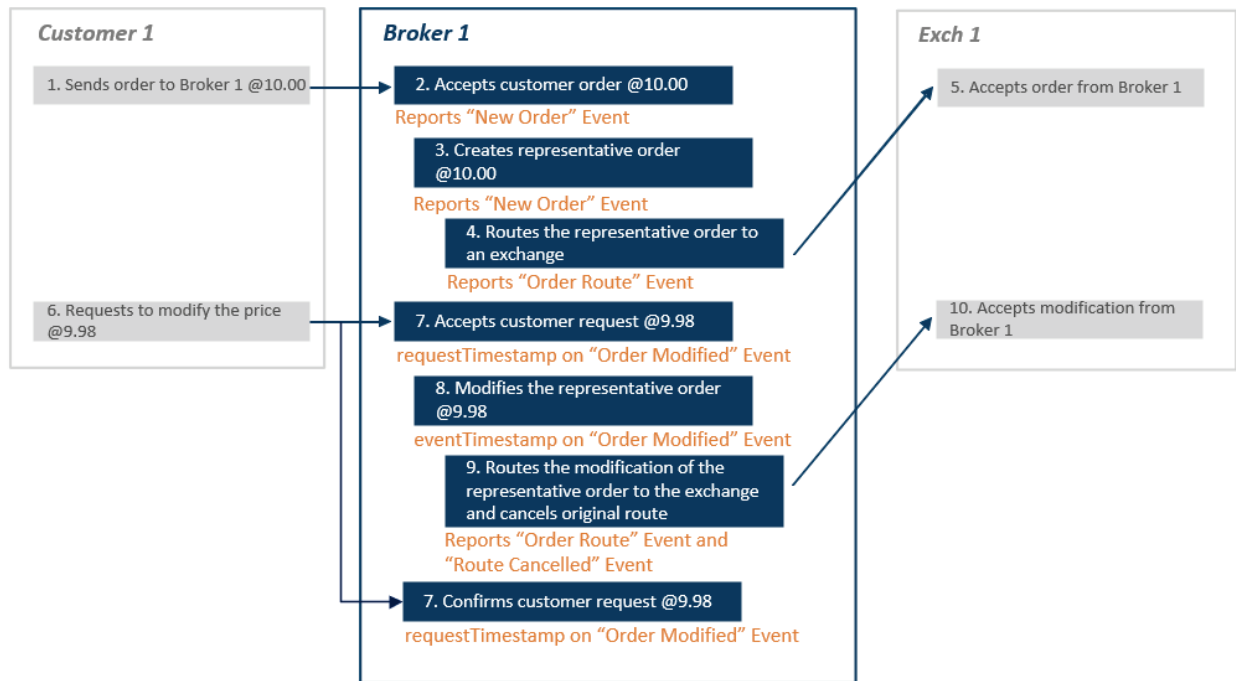 Customer 1
1. Sends order to Broker 1 @10.00
6. Requests to modify the price
@9.98
Broker 1
2. Accepts customer order @10.00
Reports “New Order” Event
3. Creates representative order
@10.00
Reports “New Order” Event
4. Routes the representative order to
an exchange
Reports “Order Route” Event
7. Accepts customer request @9.98
requestTimestamp on “Order Modified” Event
8. Modifies the representative order
@9.98
eventTimestamp on “Order Modified” Event
9. Routes the modification of the
representative order to the exchange
and cancels original route
Reports “Order Route” Event and
“Route Cancelled” Event
7. Confirms customer request @9.98
requestTimestamp on “Order Modified” Event
Exch 1
5. Accepts order from Broker 1
10. Accepts modification from
Broker 1